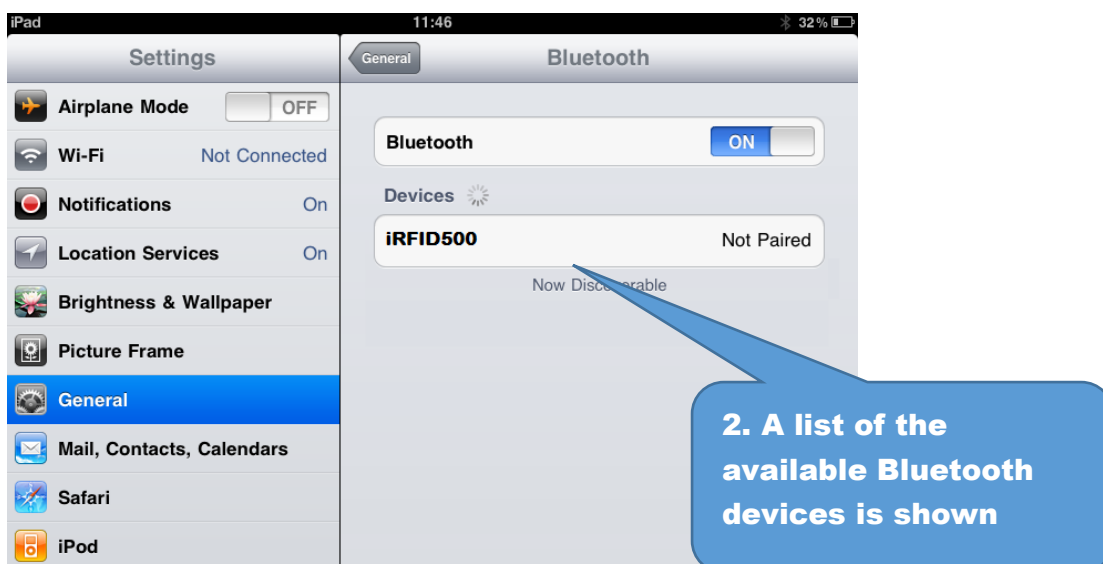 iPad 11:46 32%
Settings
General Bluetooth
Airplane Mode OFF
Wi-Fi Not Connected
Notifications On
Location Services On
Brightness & Wallpaper
Picture Frame
General
Mail, Contacts, Calendars
Safari
iPod
Bluetooth ON
Devices
iRFID500 Not Paired
Now Discoverable
2. A list of the
available Bluetooth
devices is shown